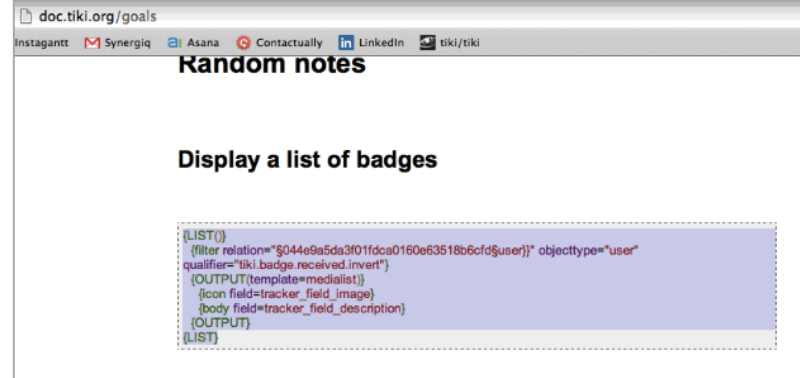 doc.tiki.org/goals
Instagantt Synergiq Asana Contactually LinkedIn tiki/tiki
Random notes
Display a list of badges
{LIST()}
{filter relation="§044e9a5da3f01fdca0160e63518b6cfd§user}}" objecttype="user"
qualifier="tiki.badge.received.invert"}
{OUTPUT(template=medialist)}
{icon field=tracker_field_image}
{body field=tracker_field_description}
{OUTPUT}
{LIST}